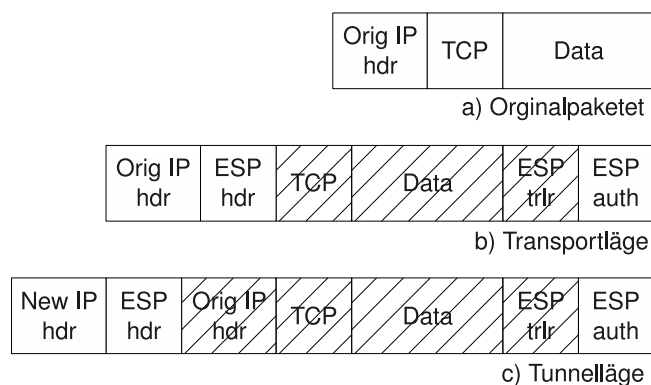 Orig IP
hdr
TCP
Data
a) Orginalpaketet
Orig IP
hdr
ESP
hdr
TCP
Data
ESP
trlr
ESP
auth
b) Transportläge
New IP
hdr
ESP
hdr
Orig IP
hdr
TCP
Data
ESP
trlr
ESP
auth
c) Tunnelläge